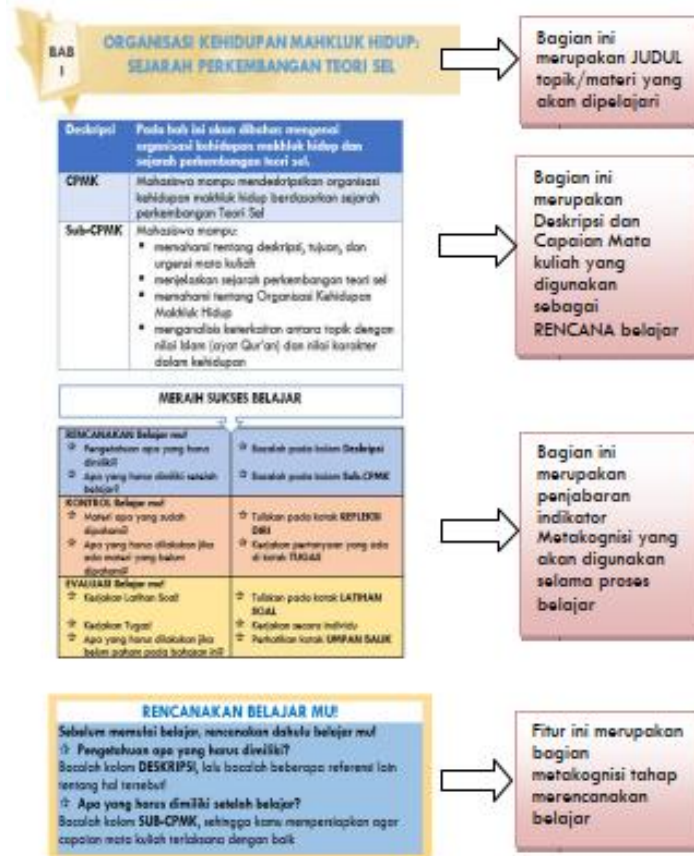 BAB
I
ORGANISASI KEHIDUPAN MAHKLUK HIDUP:
SEJARAH PERKEMBANGAN TEORI SEL
Bagian ini
merupakan JUDUL
topik/materi yang
akan dipelajari
Deskripsi
Pada bab ini akan dibahas mengenai
organisasi kehidupan makhluk hidup dan
sejarah perkembangan teori sel.
CPMK
Mahasiswa mampu mendeskripsikan organisasi
kehidupan makhluk hidup berdasarkan sejarah
perkembangan Teori Sel
Sub-CPMK
Mahasiswa mampu:
▪ memahami tentang deskripsi, tujuan, dan
urgensi mata kuliah
▪ menjelaskan sejarah perkembangan teori sel
▪ memahami tentang Organisasi Kehidupan
Makhluk Hidup
▪ menganalisis keterkaitan antara topik dengan
nilai Islam (ayat Qur'an) dan nilai karakter
dalam kehidupan
Bagian ini
merupakan
Deskripsi dan
Capaian Mata
kuliah yang
digunakan
sebagai
RENCANA belajar
MERAIH SUKSES BELAJAR
RENCANAKAN Belajar mu!
Pengetahuan apa yang harus
dimiliki?
Apa yang harus dimiliki setelah
belajar?
Bacalah pada kolom Deskripsi
Bacalah pada kolom Sub-CPMK
KONTROL Belajar mu!
Materi apa yang sudah
dipahami?
Apa yang harus dilakukan jika
ada materi yang belum
dipahami?
Tuliskan pada kotak REFLEKSI
DIRI
Kerjakan pertanyaan yang ada
di kotak TUGAS
EVALUASI Belajar mu!
Kerjakan Latihan Soal!
Kerjakan Tugas!
Apa yang harus dilakukan jika
belum paham pada bahasan ini?
Tuliskan pada kotak LATIHAN
SOAL
Kerjakan secara individu
Perhatikan kotak UMPAN BALIK
Bagian ini
merupakan
penjabaran
indikator
Metakognisi yang
akan digunakan
selama proses
belajar
RENCANAKAN BELAJAR MU!
Sebelum memulai belajar, rencanakan dahulu belajar mu!
☆ Pengetahuan apa yang harus dimiliki?
Bacalah kolom DESKRIPSI, lalu bacalah beberapa referensi lain
tentang hal tersebut!
☆ Apa yang harus dimiliki setelah belajar?
Bacalah kolom SUB-CPMK, sehingga kamu mempersiapkan agar
capaian mata kuliah terlaksana dengan baik
Fitur ini merupakan
bagian
metakognisi tahap
merencanakan
belajar